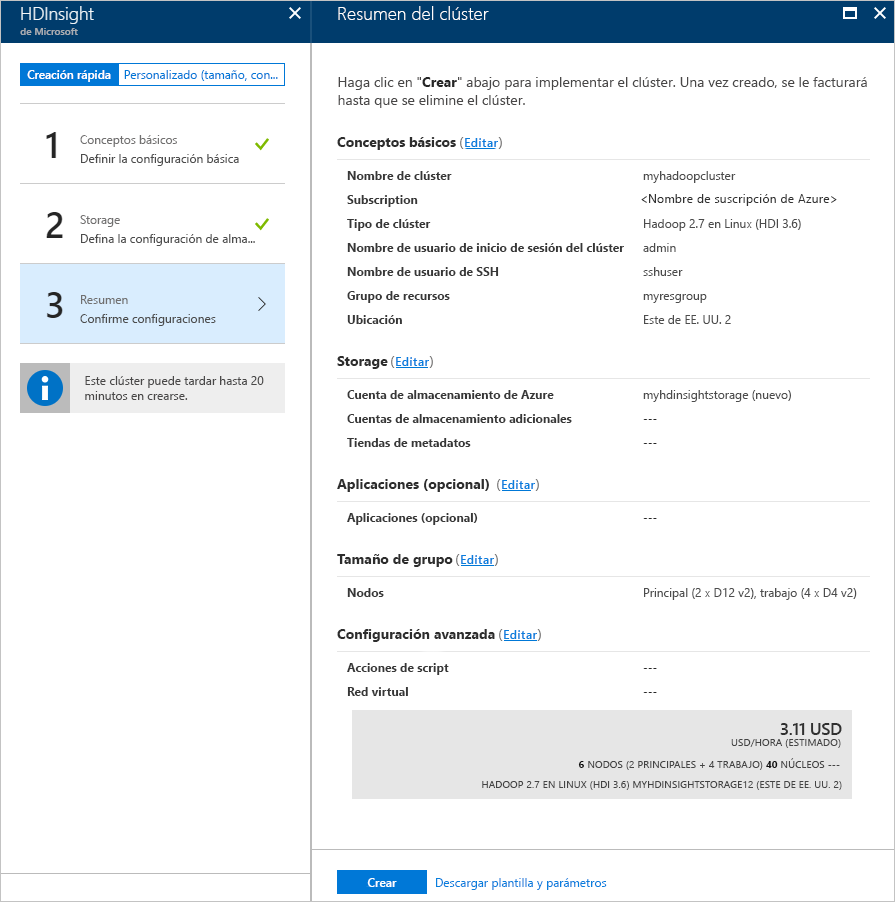 HDInsight
de Microsoft
Creación rápida
Personalizado (tamaño, con...
1
Conceptos básicos
Definir la configuración básica
2
Storage
Defina la configuración de alma...
3
Resumen
Confirme configuraciones
Este clúster puede tardar hasta 20
minutos en crearse.
Resumen del clúster
Haga clic en "Crear" abajo para implementar el clúster. Una vez creado, se le facturará
hasta que se elimine el clúster.
Conceptos básicos (Editar)
Nombre de clúster myhadoopcluster
Subscription <Nombre de suscripción de Azure>
Tipo de clúster Hadoop 2.7 en Linux (HDI 3.6)
Nombre de usuario de inicio de sesión del clúster admin
Nombre de usuario de SSH sshuser
Grupo de recursos myresgroup
Ubicación Este de EE. UU. 2
Storage (Editar)
Cuenta de almacenamiento de Azure myhdinsightstorage (nuevo)
Cuentas de almacenamiento adicionales ---
Tiendas de metadatos ---
Aplicaciones (opcional) (Editar)
Aplicaciones (opcional) ---
Tamaño de grupo (Editar)
Nodos Principal (2 x D12 v2), trabajo (4 x D4 v2)
Configuración avanzada (Editar)
Acciones de script ---
Red virtual ---
3.11 USD
USD/HORA (ESTIMADO)
6 NODOS (2 PRINCIPALES + 4 TRABAJO) 40 NÚCLEOS ---
HADOOP 2.7 EN LINUX (HDI 3.6) MYHDINSIGHTSTORAGE12 (ESTE DE EE. UU. 2)
Crear
Descargar plantilla y parámetros